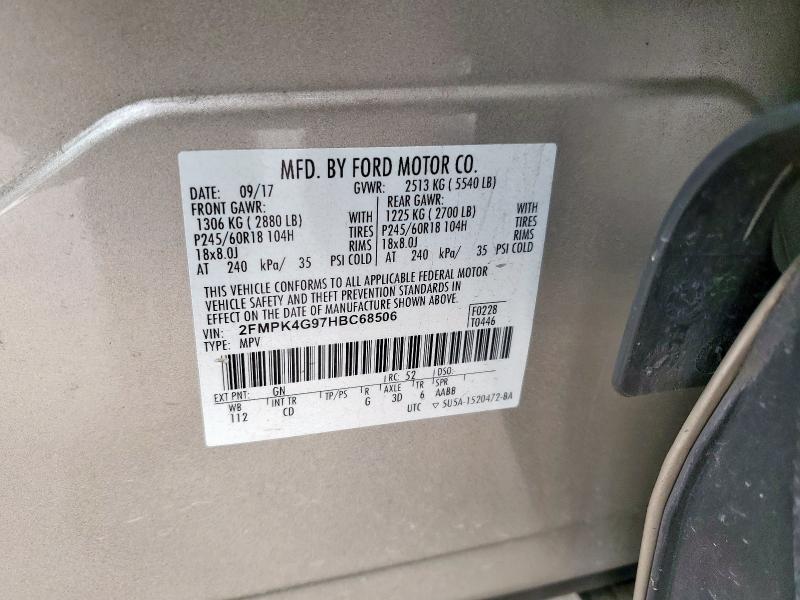 MFD. BY FORD MOTOR CO.
DATE: 09/17 GVWR: 2513 KG ( 5540 LB)
FRONT GAWR: REAR GAWR:
1306 KG ( 2880 LB) WITH 1225 KG ( 2700 LB) WITH
P245/60R18 104H TIRES P245/60R18 104H TIRES
18x8.0J RIMS 18x8.0J RIMS
AT 240 kPa/ 35 PSI COLD AT 240 kPa/ 35 PSI COLD
THIS VEHICLE CONFORMS TO ALL APPLICABLE FEDERAL MOTOR
VEHICLE SAFETY AND THEFT PREVENTION STANDARDS IN
EFFECT ON THE DATE OF MANUFACTURE SHOWN ABOVE.
VIN: 2FMPK4G97HBC68506 F0228
TYPE: MPV T0446
EXT PNT: GN RC: 52 DSO:
WB INT TR TP/PS R AXLE TR SPR
112 CD G 3D 6 AABB
UTC ▽ 5U5A-1520472-BA